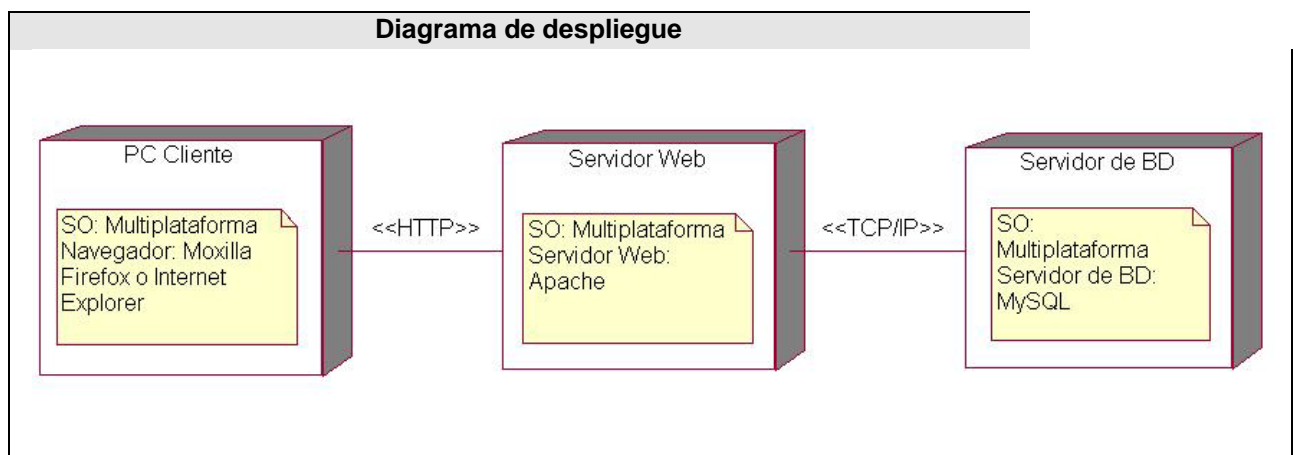 Diagrama de despliegue
PC Cliente
SO: Multiplataforma
Navegador: Moxilla
Firefox o Internet
Explorer
<<HTTP>>
Servidor Web
SO: Multiplataforma
Servidor Web:
Apache
<<TCP/IP>>
Servidor de BD
SO:
Multiplataforma
Servidor de BD:
MySQL